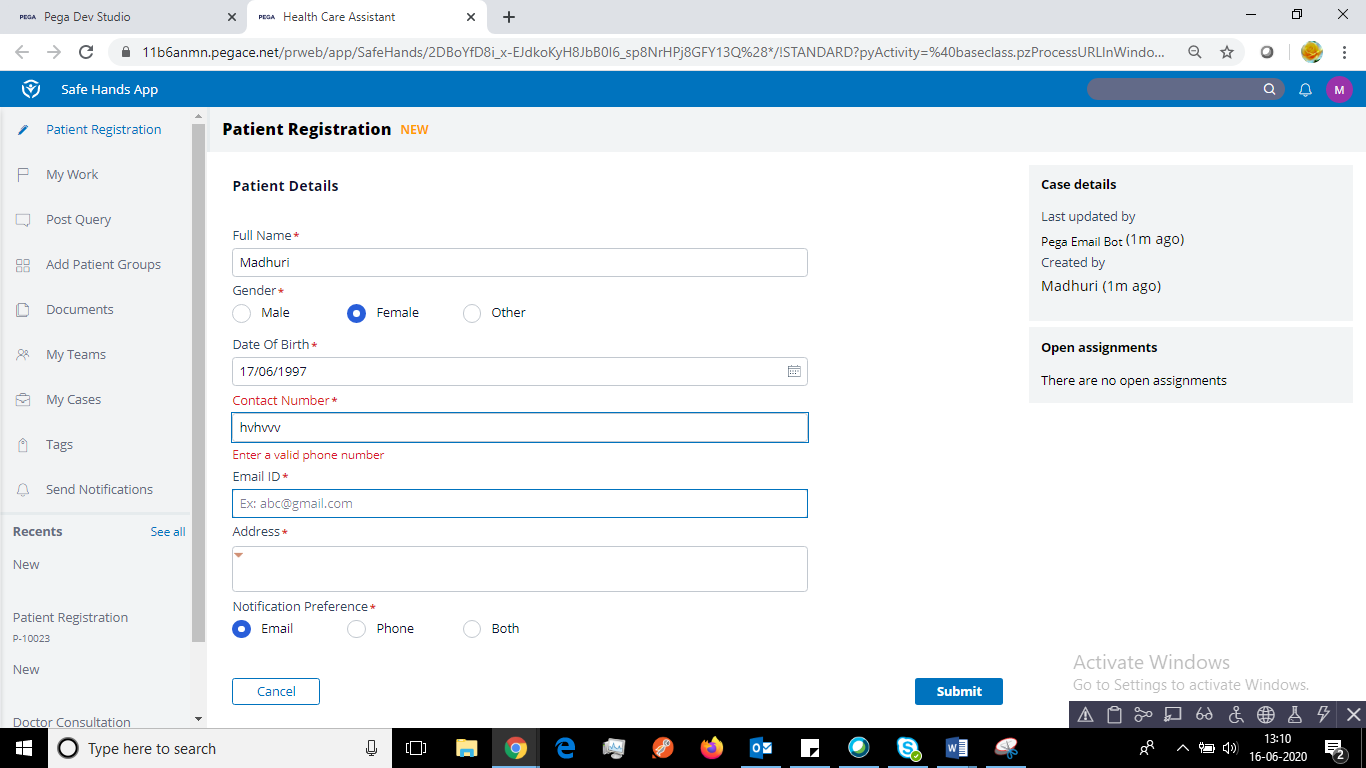 PEGA Pega Dev Studio
PEGA Health Care Assistant
11b6anmn.pegace.net/prweb/app/SafeHands/2DBoYfD8i_x-EJdkoKyH8JbB0I6_sp8NrHPj8GFY13Q%28*/!STANDARD?pyActivity=%40baseclass.pzProcessURLInWindo...
Safe Hands App
M
Patient Registration
My Work
Post Query
Add Patient Groups
Documents
My Teams
My Cases
Tags
Send Notifications
Recents See all
New
Patient Registration
P-10023
New
Doctor Consultation
Patient Registration NEW
Patient Details
Full Name*
Madhuri
Gender*
Male Female Other
Date Of Birth*
17/06/1997
Contact Number*
hvhvvv
Enter a valid phone number
Email ID*
Ex: abc@gmail.com
Address*
Notification Preference*
Email Phone Both
Cancel Submit
Case details
Last updated by
Pega Email Bot (1m ago)
Created by
Madhuri (1m ago)
Open assignments
There are no open assignments
Activate Windows
Go to Settings to activate Windows.
Type here to search
13:10
16-06-2020
2